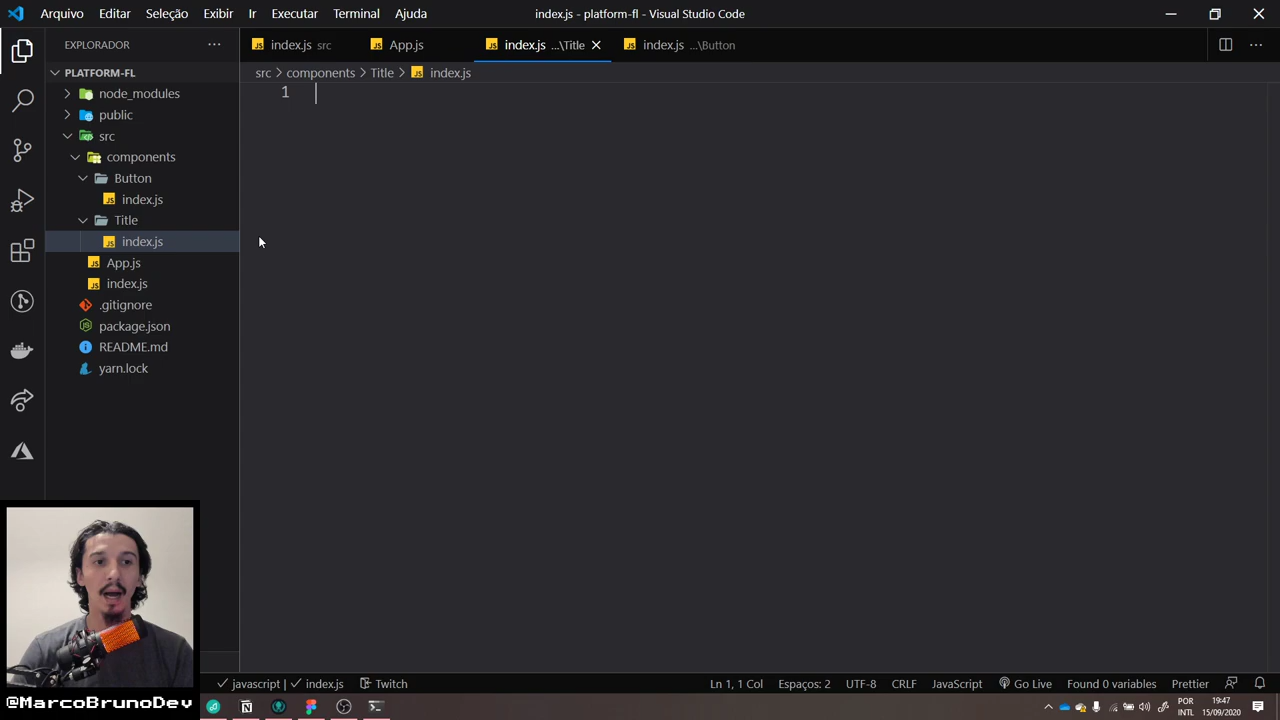 Arquivo Editar Seleção Exibir Ir Executar Terminal Ajuda
index.js - platform-fl - Visual Studio Code
EXPLORADOR
index.js src
App.js
index.js ...\Title
index.js ...\Button
PLATFORM-FL
src > components > Title > index.js
node_modules
1
public
src
components
Button
index.js
Title
index.js
App.js
index.js
.gitignore
package.json
README.md
yarn.lock
@MarcoBrunoDev
javascript | index.js
Twitch
Ln 1, Col 1
Espaços: 2
UTF-8
CRLF
JavaScript
Go Live
Found 0 variables
Prettier
POR
INTL
19:47
15/09/2020